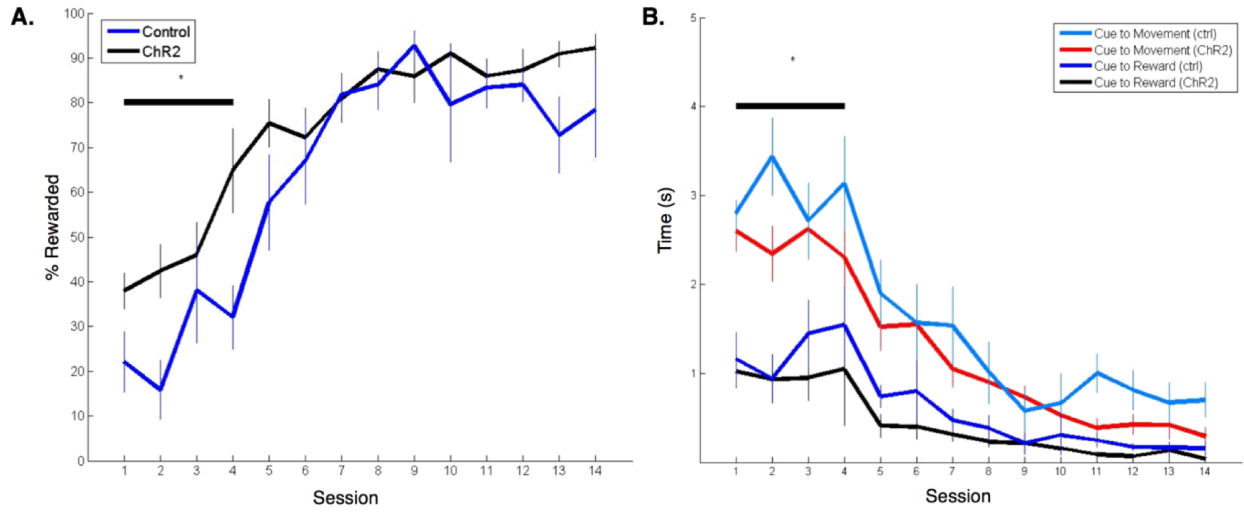 A.
Control
ChR2
*
% Rewarded
100
90
80
70
60
50
40
30
20
10
0
1 2 3 4 5 6 7 8 9 10 11 12 13 14
Session
B.
Cue to Movement (ctrl)
Cue to Movement (ChR2)
Cue to Reward (ctrl)
Cue to Reward (ChR2)
*
Time (s)
5
4
3
2
1
1 2 3 4 5 6 7 8 9 10 11 12 13 14
Session